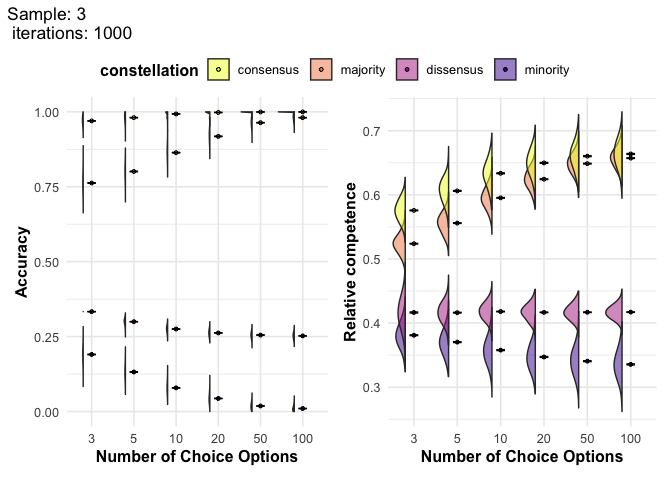 Sample: 3
iterations: 1000
constellation consensus majority dissensus minority
Accuracy
1.00
0.75
0.50
0.25
0.00
3 5 10 20 50 100
Number of Choice Options
Relative competence
0.7
0.6
0.5
0.4
0.3
3 5 10 20 50 100
Number of Choice Options